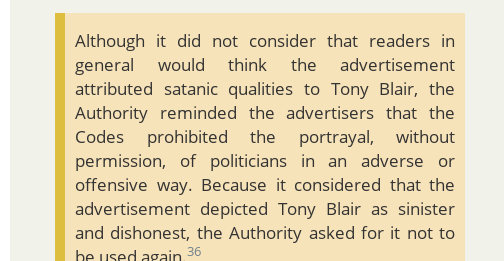 Although it did not consider that readers in
general would think the advertisement
attributed satanic qualities to Tony Blair, the
Authority reminded the advertisers that the
Codes prohibited the portrayal, without
permission, of politicians in an adverse or
offensive way. Because it considered that the
advertisement depicted Tony Blair as sinister
and dishonest, the Authority asked for it not to
be used again.36